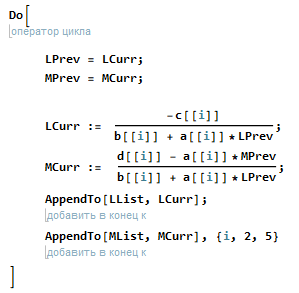 Do[
оператор цикла
LPrev = LCurr;
MPrev = MCurr;
LCurr := -c[[i]] / b[[i]] + a[[i]] * LPrev;
MCurr := d[[i]] - a[[i]] * MPrev / b[[i]] + a[[i]] * LPrev;
AppendTo[LList, LCurr];
добавить в конец к
AppendTo[MList, MCurr], {i, 2, 5}
добавить в конец к
]